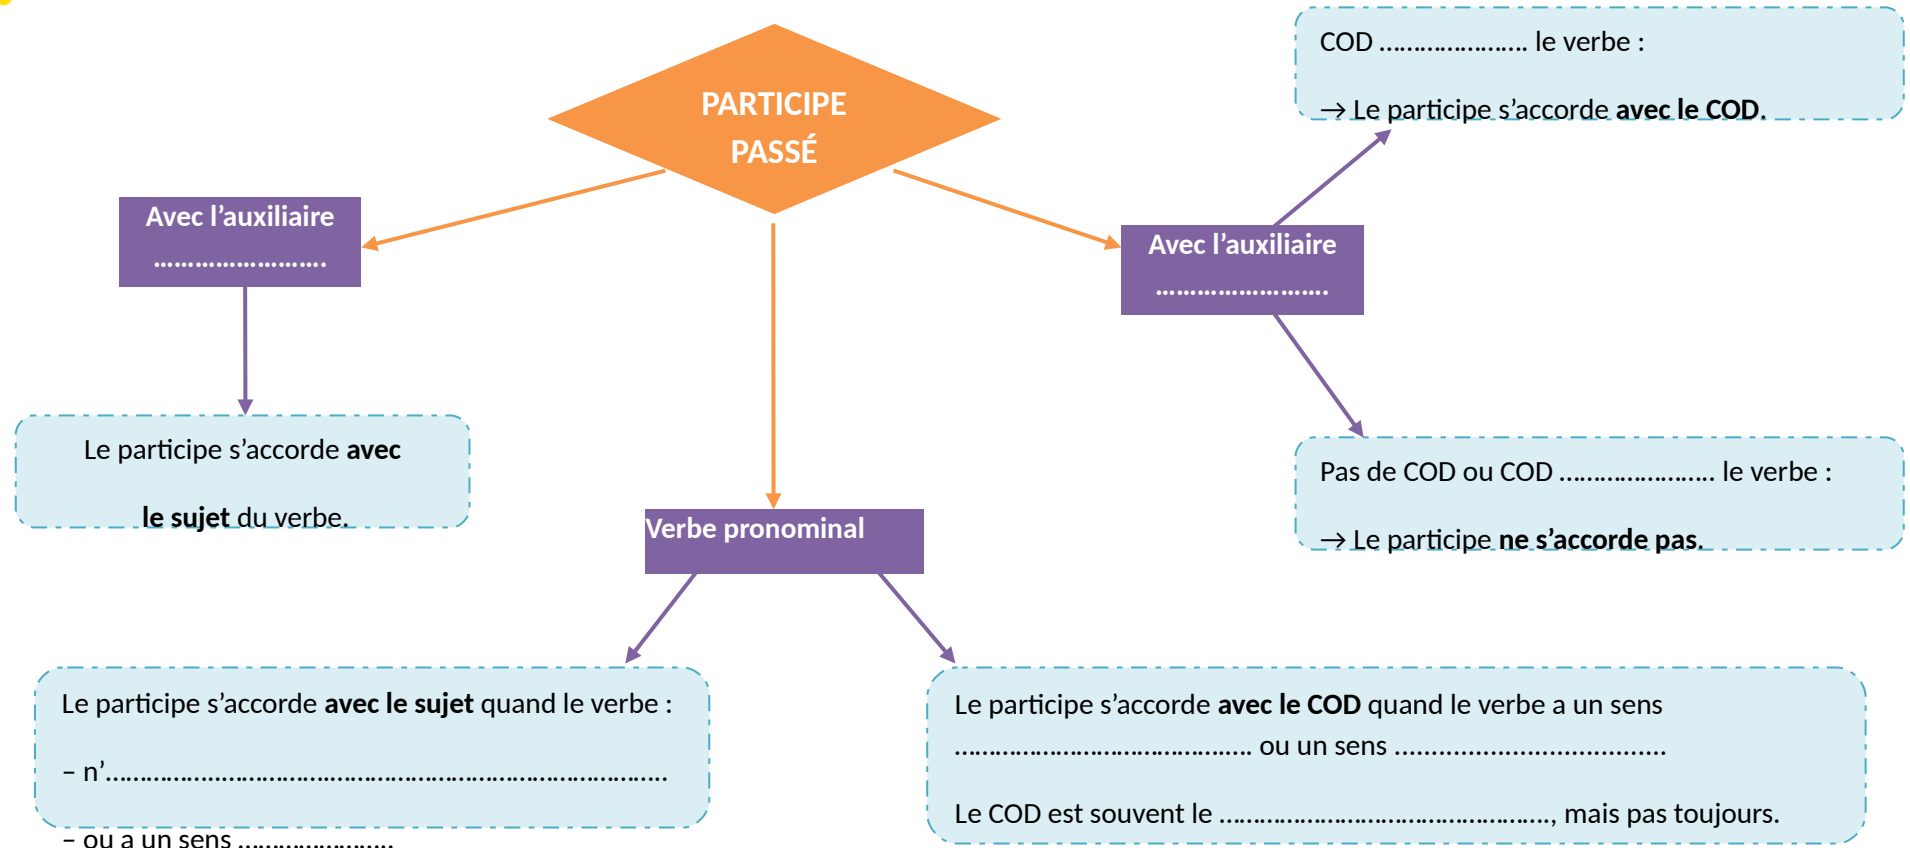 PARTICIPE
PASSÉ
Avec l’auxiliaire
…………………….
Le participe s’accorde avec
le sujet du verbe.
Avec l’auxiliaire
…………………….
COD …………………. le verbe :
→ Le participe s’accorde avec le COD.
Pas de COD ou COD ………………….. le verbe :
→ Le participe ne s’accorde pas.
Verbe pronominal
Le participe s’accorde avec le sujet quand le verbe :
– n’………………………………………………………………………..
– ou a un sens …………………..
Le participe s’accorde avec le COD quand le verbe a un sens
……………………………………. ou un sens .....................................
Le COD est souvent le …………………………………………, mais pas toujours.